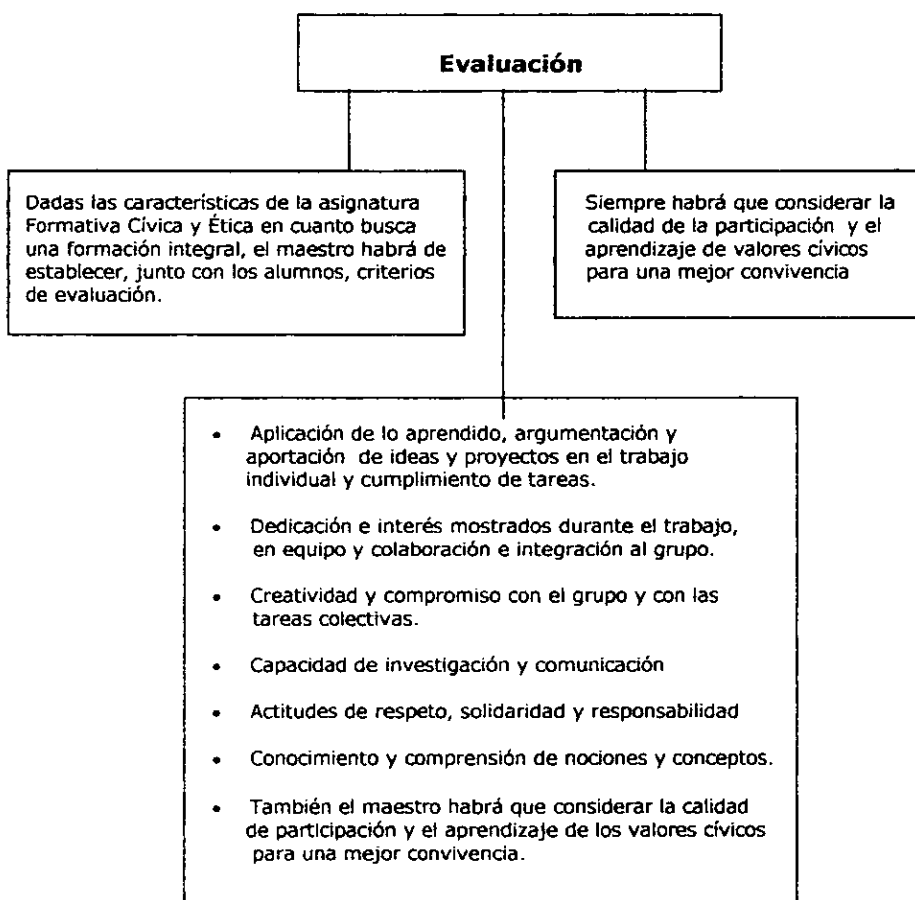 Evaluación
Dadas las características de la asignatura
Formativa Cívica y Ética en cuanto busca
una formación integral, el maestro habrá de
establecer, junto con los alumnos, criterios
de evaluación.
Siempre habrá que considerar la
calidad de la participación y el
aprendizaje de valores cívicos
para una mejor convivencia
• Aplicación de lo aprendido, argumentación y
aportación de ideas y proyectos en el trabajo
individual y cumplimiento de tareas.
• Dedicación e interés mostrados durante el trabajo,
en equipo y colaboración e integración al grupo.
• Creatividad y compromiso con el grupo y con las
tareas colectivas.
• Capacidad de investigación y comunicación
• Actitudes de respeto, solidaridad y responsabilidad
• Conocimiento y comprensión de nociones y conceptos.
• También el maestro habrá que considerar la calidad
de participación y el aprendizaje de los valores cívicos
para una mejor convivencia.